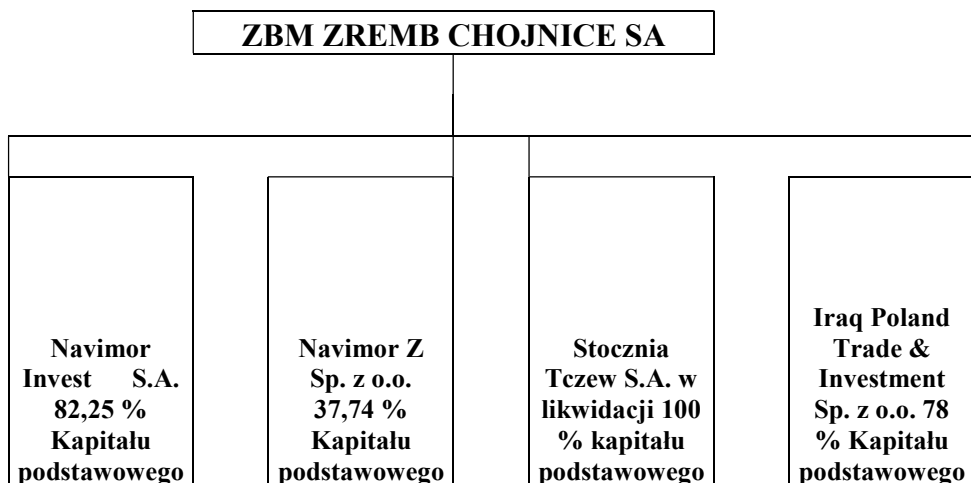 ZBM ZREMB CHOJNICE SA
Navimor
Invest S.A.
82,25 %
Kapitału
podstawowego
Navimor Z
Sp. z o.o.
37,74 %
Kapitału
podstawowego
Stocznia
Tczew S.A. w
likwidacji 100
% kapitału
podstawowego
Iraq Poland
Trade &
Investment
Sp. z o.o. 78
% Kapitału
podstawowego